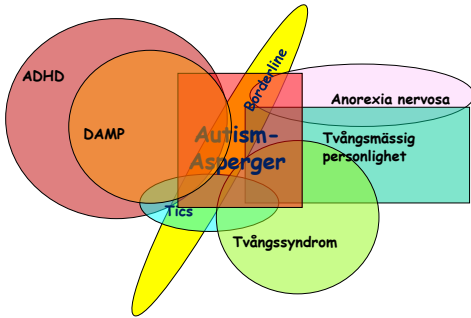 ADHD
Borderline
Anorexia nervosa
DAMP
Autism-
Asperger
Tvångsmässig
personlighet
Tics
Tvångssyndrom